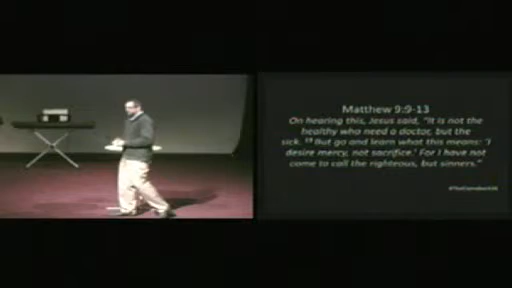 Matthew 9:9-13
On hearing this, Jesus said, "It is not the
healthy who need a doctor, but the
sick. 13 But go and learn what this means: 'I
desire mercy, not sacrifice.' For I have not
come to call the righteous, but sinners."